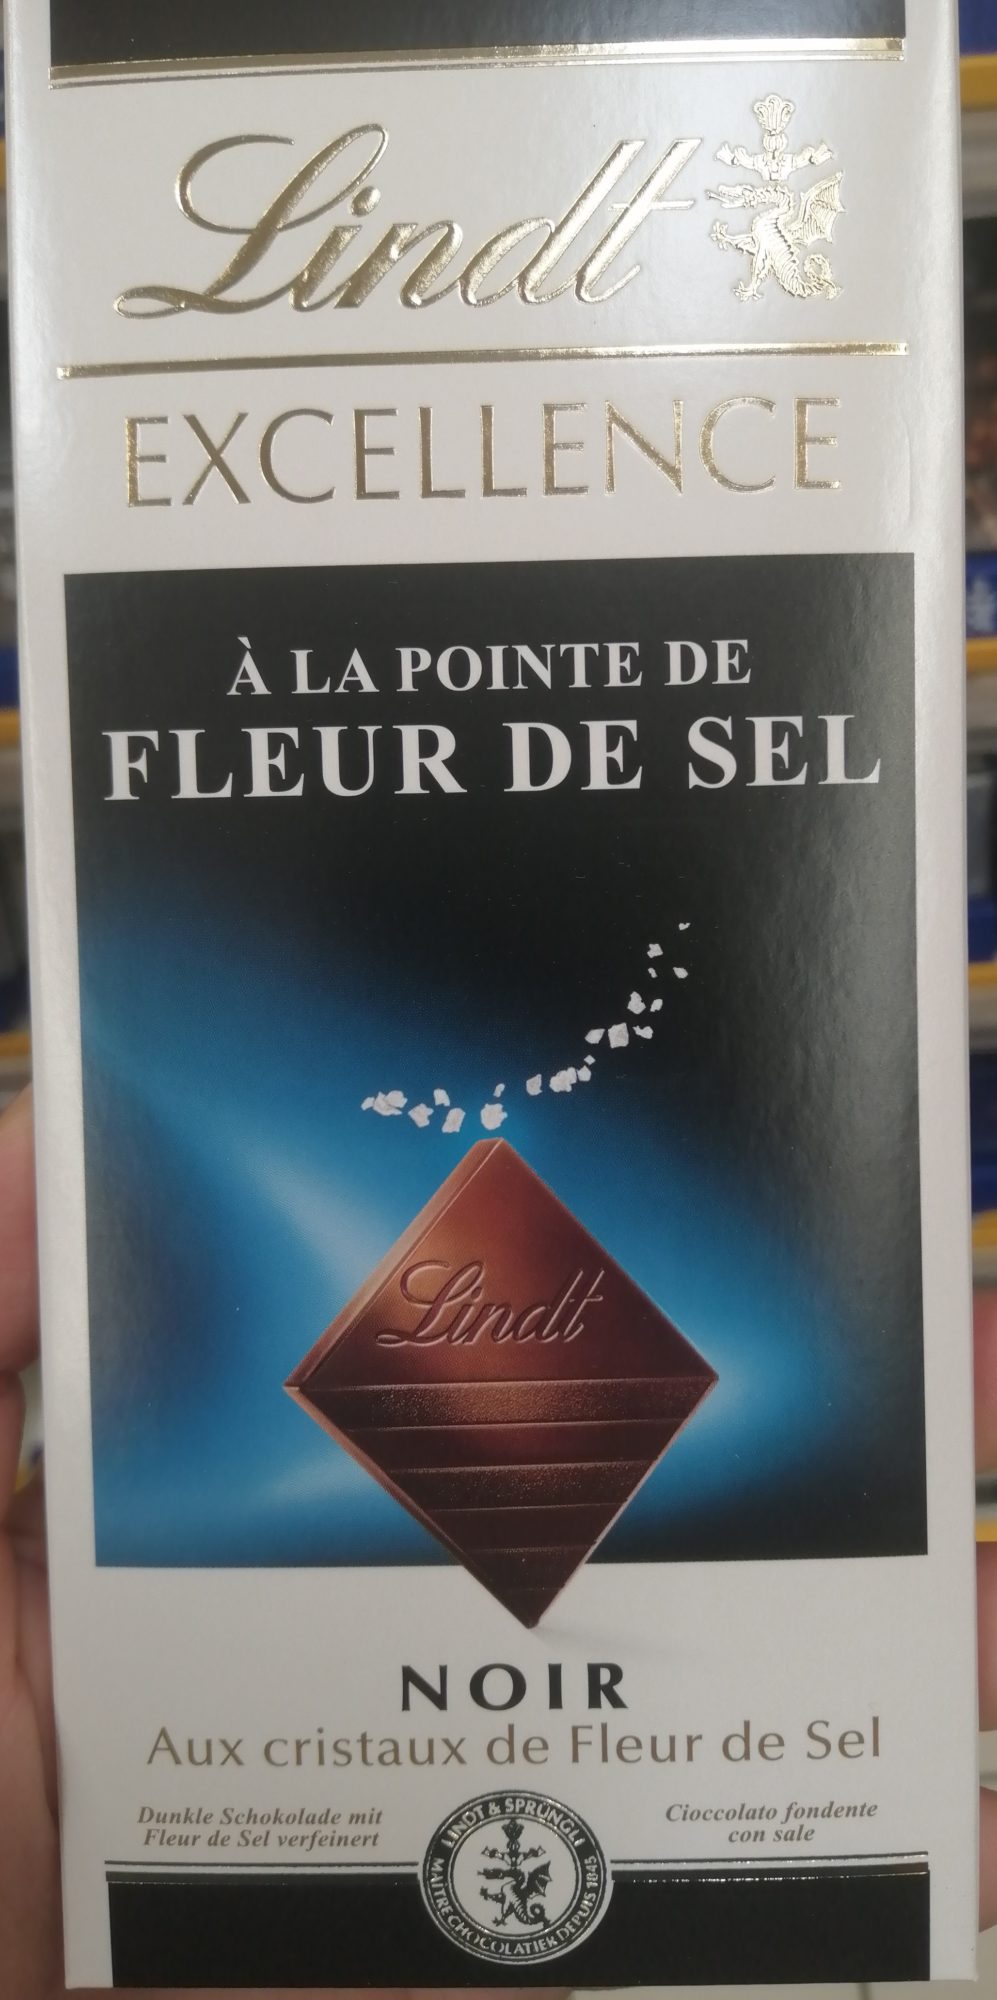 Lindt
EXCELLENCE
À LA POINTE DE
FLEUR DE SEL
Lindt
NOIR
Aux cristaux de Fleur de Sel
Dunkle Schokolade mit
Fleur de Sel verfeinert
Cioccolato fondente
con sale
LINDT & SPRÜNGLI
MAÎTRE CHOCOLATIER DEPUIS 1845